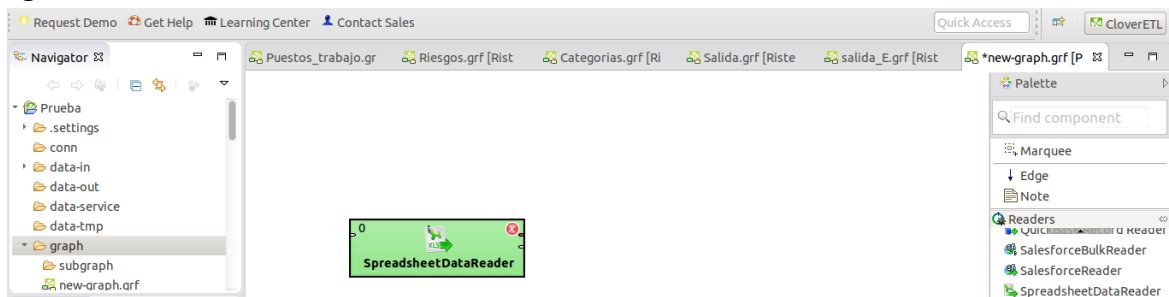 Request Demo Get Help Learning Center Contact Sales Quick Access CloverETL
Navigator Puestos_trabajo.gr Riesgos.grf [Rist Categorias.grf [Ri Salida.grf [Riste salida_E.grf [Rist *new-graph.grf [P
Palette
Prueba
Find component
.settings
conn
Marquee
data-in
Edge
data-out
Note
data-service
Readers
data-tmp
0
graph
SalesforceBulkReader
XLS
subgraph
SpreadsheetDataReader
SalesforceReader
new-graph.grf
SpreadsheetDataReader